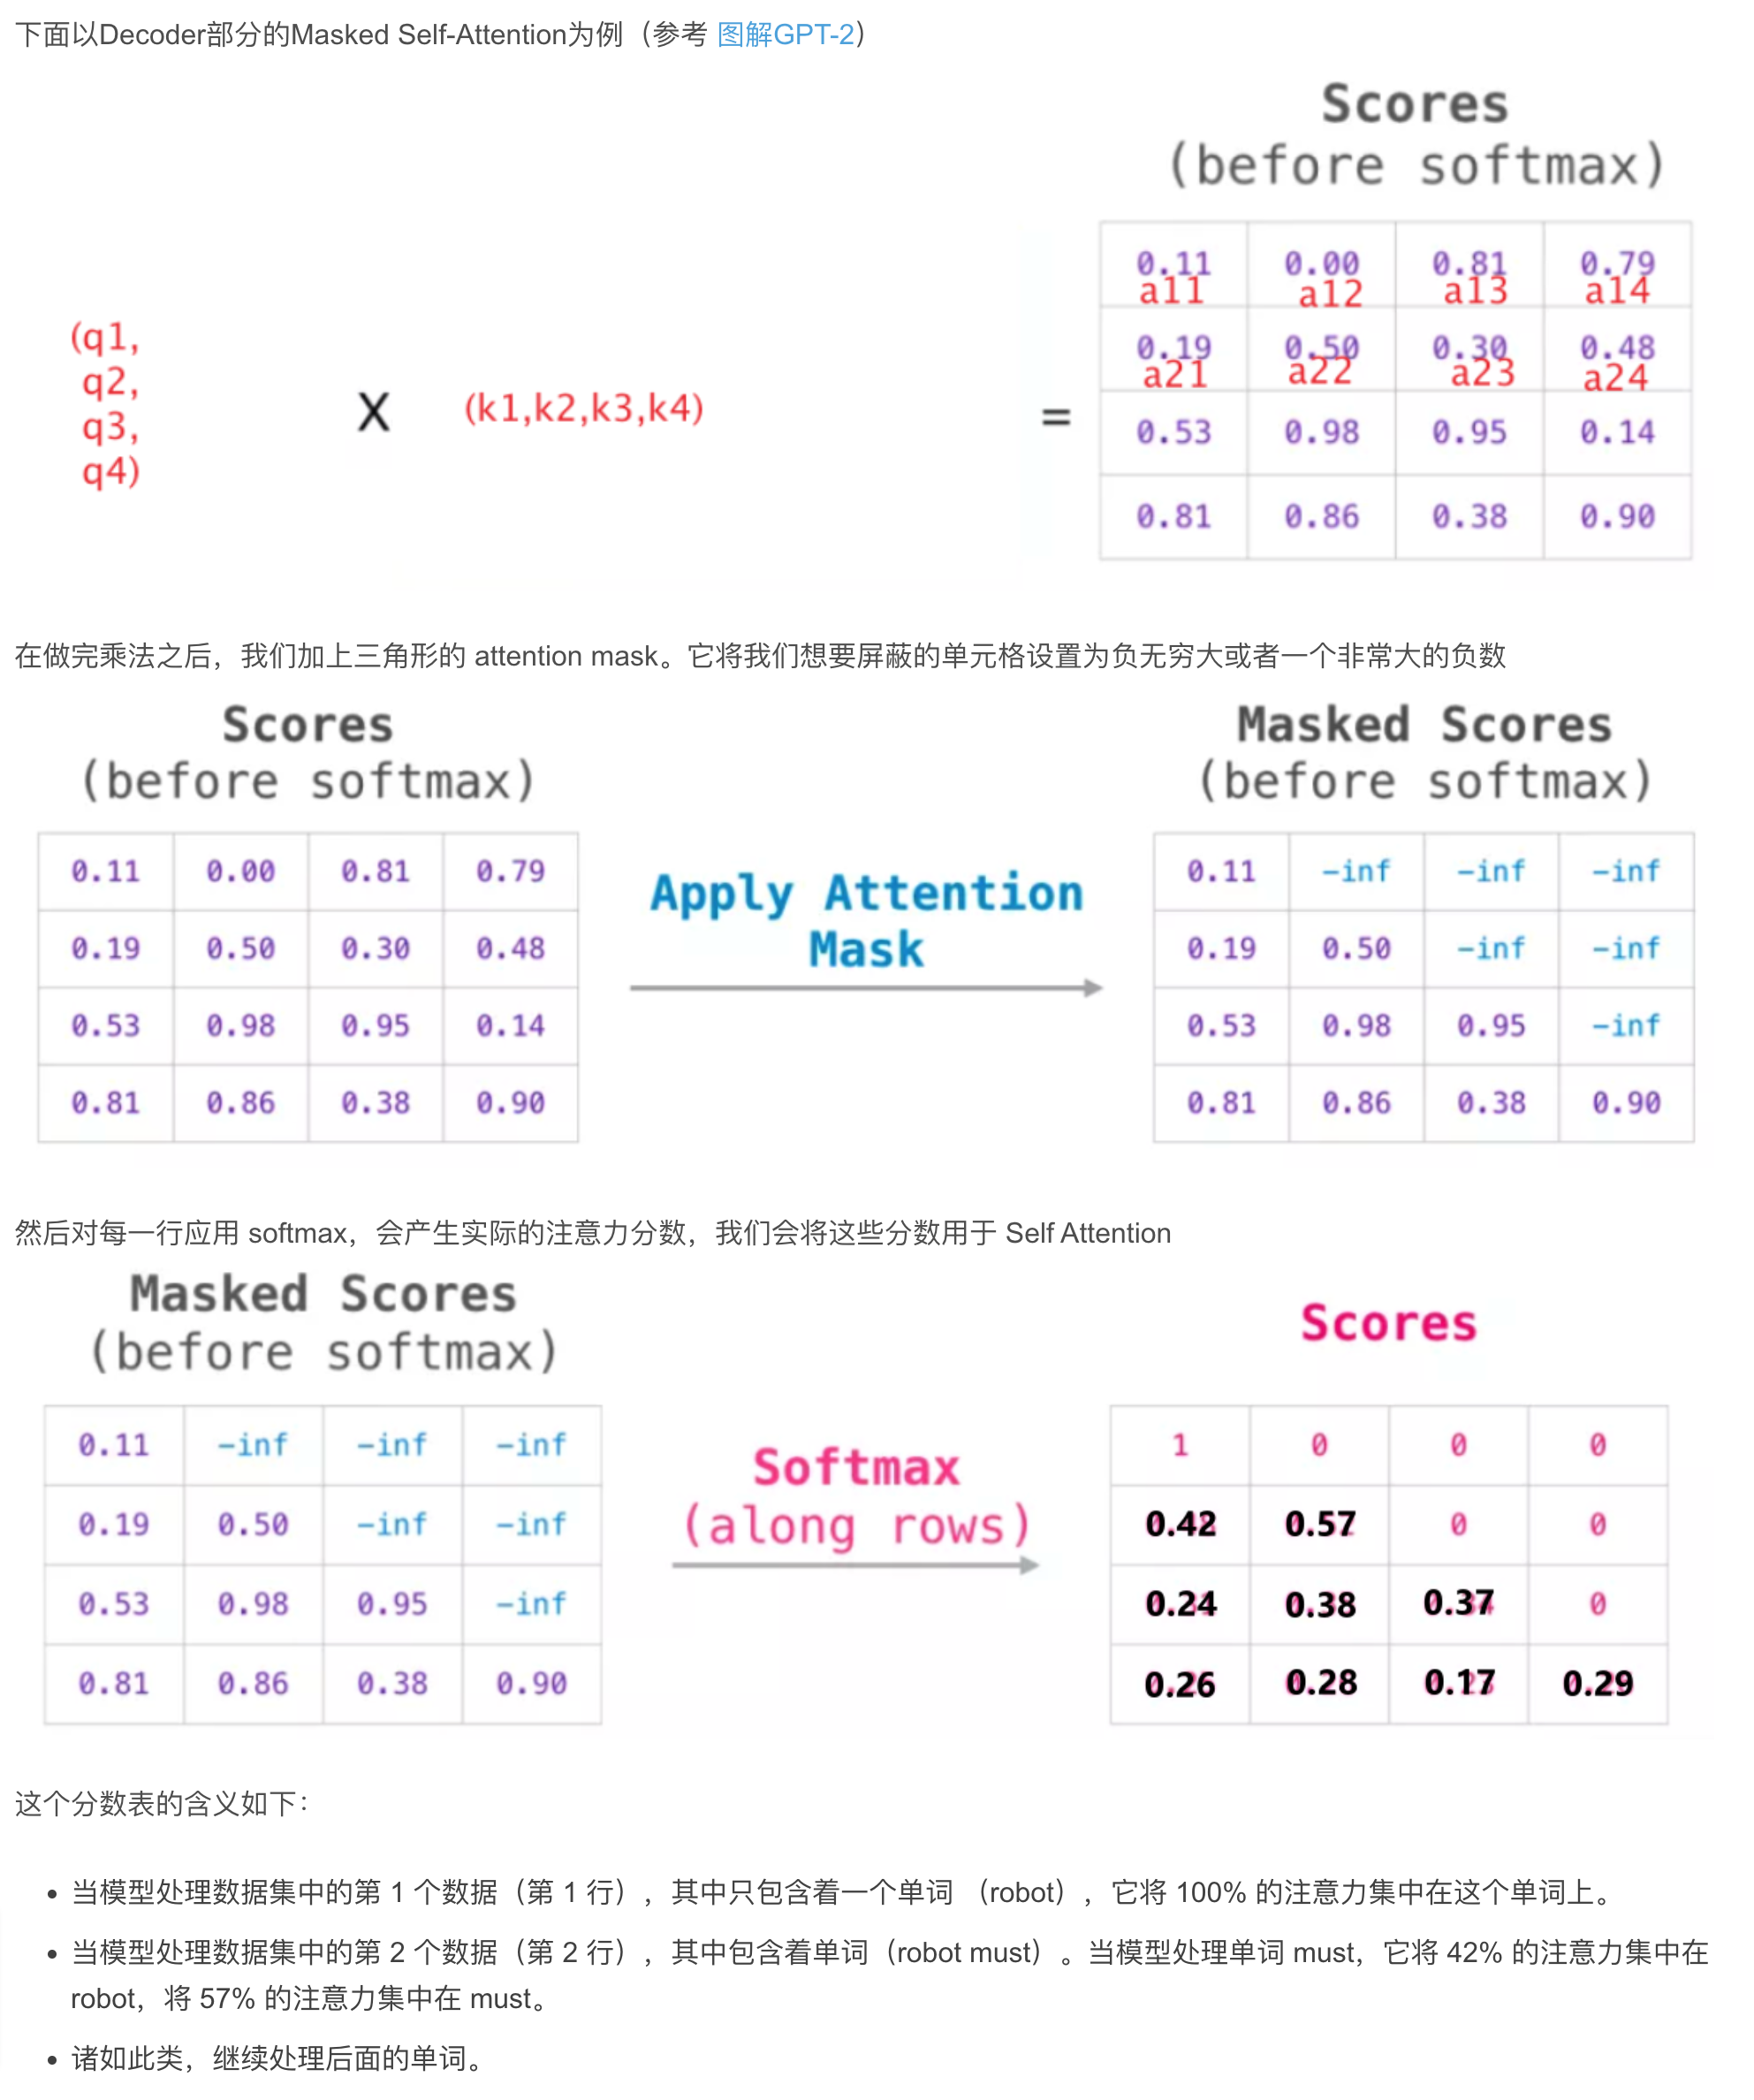 下面以Decoder部分的Masked Self-Attention为例（参考 图解GPT-2）
Scores
(before softmax)
0.11 0.00 0.81 0.79
a11 a12 a13 a14
0.19 0.50 0.30 0.48
a21 a22 a23 a24
0.53 0.98 0.95 0.14
0.81 0.86 0.38 0.90
(q1,
q2,
q3,
q4)
X (k1,k2,k3,k4) =
在做完乘法之后，我们加上三角形的 attention mask。它将我们想要屏蔽的单元格设置为负无穷大或者一个非常大的负数
Scores
(before softmax)
0.11 0.00 0.81 0.79
0.19 0.50 0.30 0.48
0.53 0.98 0.95 0.14
0.81 0.86 0.38 0.90
Apply Attention
Mask
Masked Scores
(before softmax)
0.11 -inf -inf -inf
0.19 0.50 -inf -inf
0.53 0.98 0.95 -inf
0.81 0.86 0.38 0.90
然后对每一行应用 softmax，会产生实际的注意力分数，我们会将这些分数用于 Self Attention
Masked Scores
(before softmax)
0.11 -inf -inf -inf
0.19 0.50 -inf -inf
0.53 0.98 0.95 -inf
0.81 0.86 0.38 0.90
Softmax
(along rows)
Scores
1 0 0 0
0.42 0.57 0 0
0.24 0.38 0.37 0
0.26 0.28 0.17 0.29
这个分数表的含义如下：
• 当模型处理数据集中的第 1 个数据（第 1 行），其中只包含着一个单词 （robot），它将 100% 的注意力集中在这个单词上。
• 当模型处理数据集中的第 2 个数据（第 2 行），其中包含着单词（robot must）。当模型处理单词 must，它将 42% 的注意力集中在
robot，将 57% 的注意力集中在 must。
• 诸如此类，继续处理后面的单词。